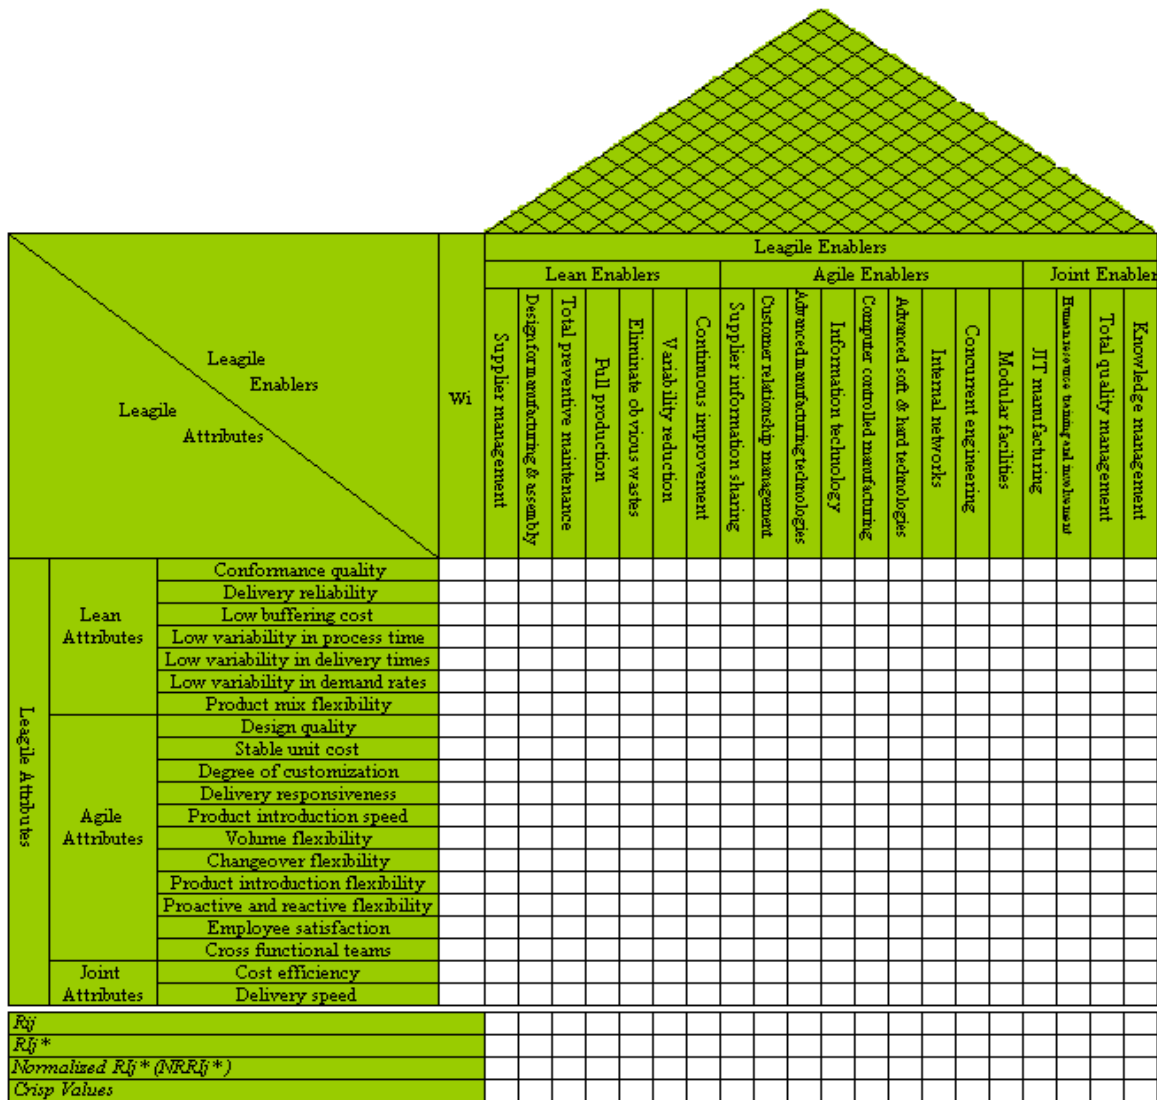 Leagile Enablers
Lean Enablers
Agile Enablers
Joint Enabler
Leagile
Enablers
Leagile
Attributes
Wi
Supplier management
Design for manufacturing & assembly
Total preventive maintenance
Pull production
Eliminate obvious wastes
Variability reduction
Continuous improvement
Supplier information sharing
Customer relationship management
Advanced manufacturing technologies
Information technology
Computer controlled manufacturing
Advanced soft & hard technologies
Internal networks
Concurrent engineering
Modular facilities
JIT manufacturing
Human resource training and involvement
Total quality management
Knowledge management
Leagile Attributes
Lean
Attributes
Conformance quality
Delivery reliability
Low buffering cost
Low variability in process time
Low variability in delivery times
Low variability in demand rates
Product mix flexibility
Agile
Attributes
Design quality
Stable unit cost
Degree of customization
Delivery responsiveness
Product introduction speed
Volume flexibility
Changeover flexibility
Product introduction flexibility
Proactive and reactive flexibility
Employee satisfaction
Cross functional teams
Joint
Attributes
Cost efficiency
Delivery speed
Rij
RIj*
Normalized RIj* (NRRIj*)
Crisp Values